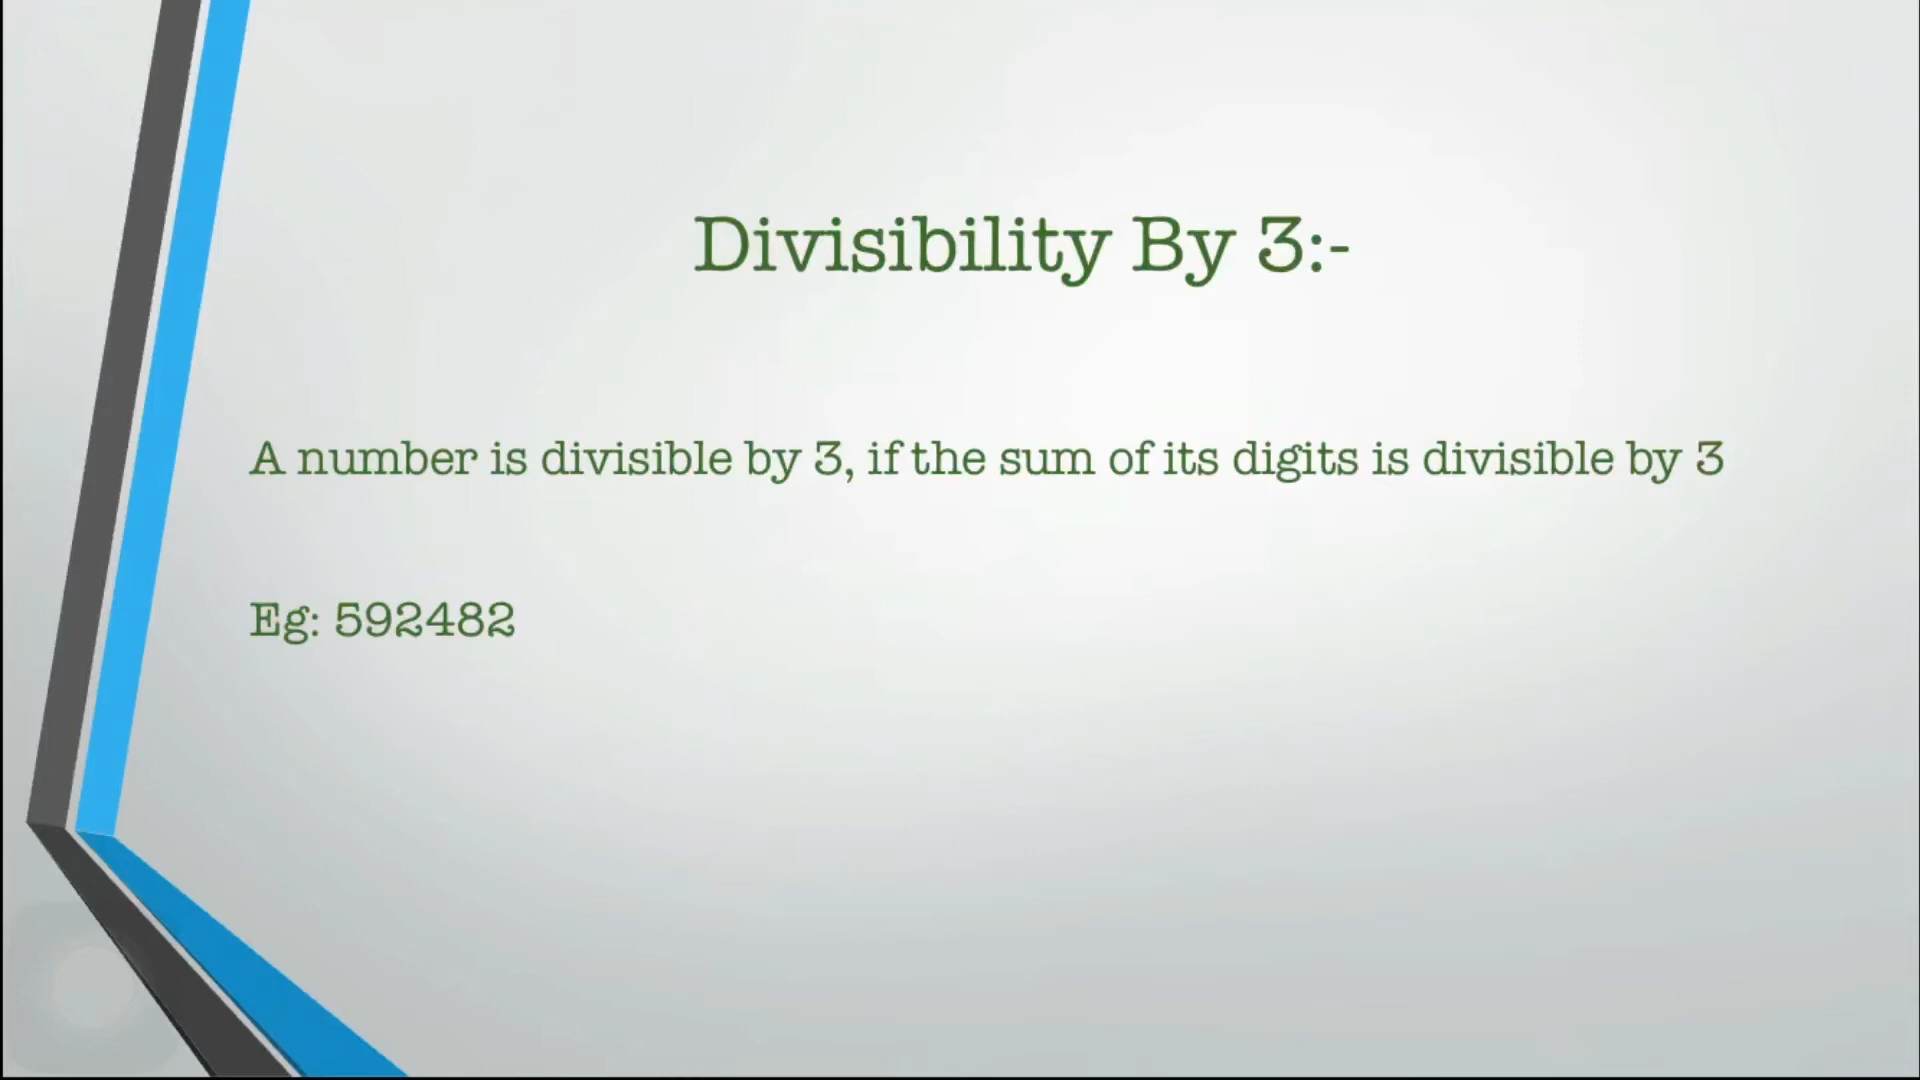 Divisibility By 3:-
A number is divisible by 3, if the sum of its digits is divisible by 3
Eg: 592482